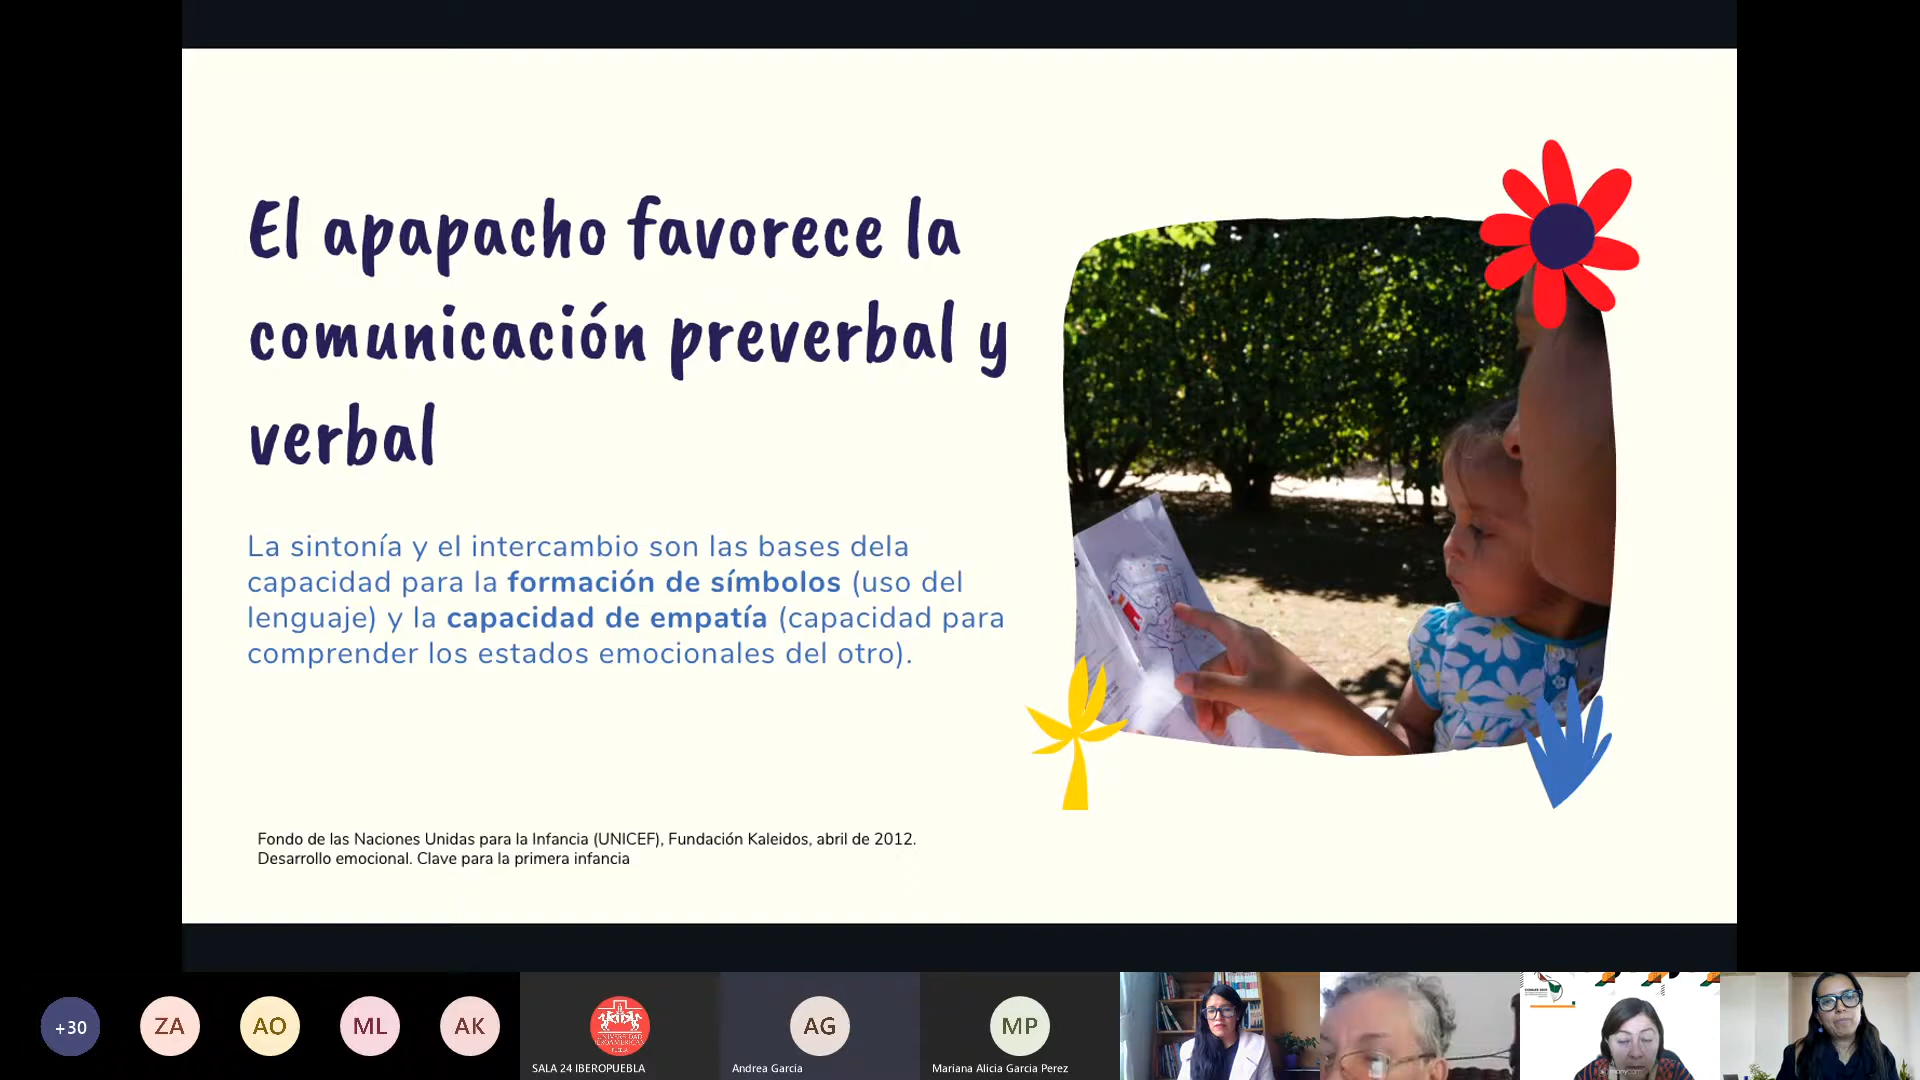 El apapacho favorece la
comunicación preverbal y
verbal
La sintonía y el intercambio son las bases dela
capacidad para la formación de símbolos (uso del
lenguaje) y la capacidad de empatía (capacidad para
comprender los estados emocionales del otro).
Fondo de las Naciones Unidas para la Infancia (UNICEF), Fundación Kaleidos, abril de 2012.
Desarrollo emocional. Clave para la primera infancia
+30
ZA
AO
ML
AK
SALA 24 IBEROPUEBLA
AG
Andrea García
MP
Mariana Alicia Garcia Perez